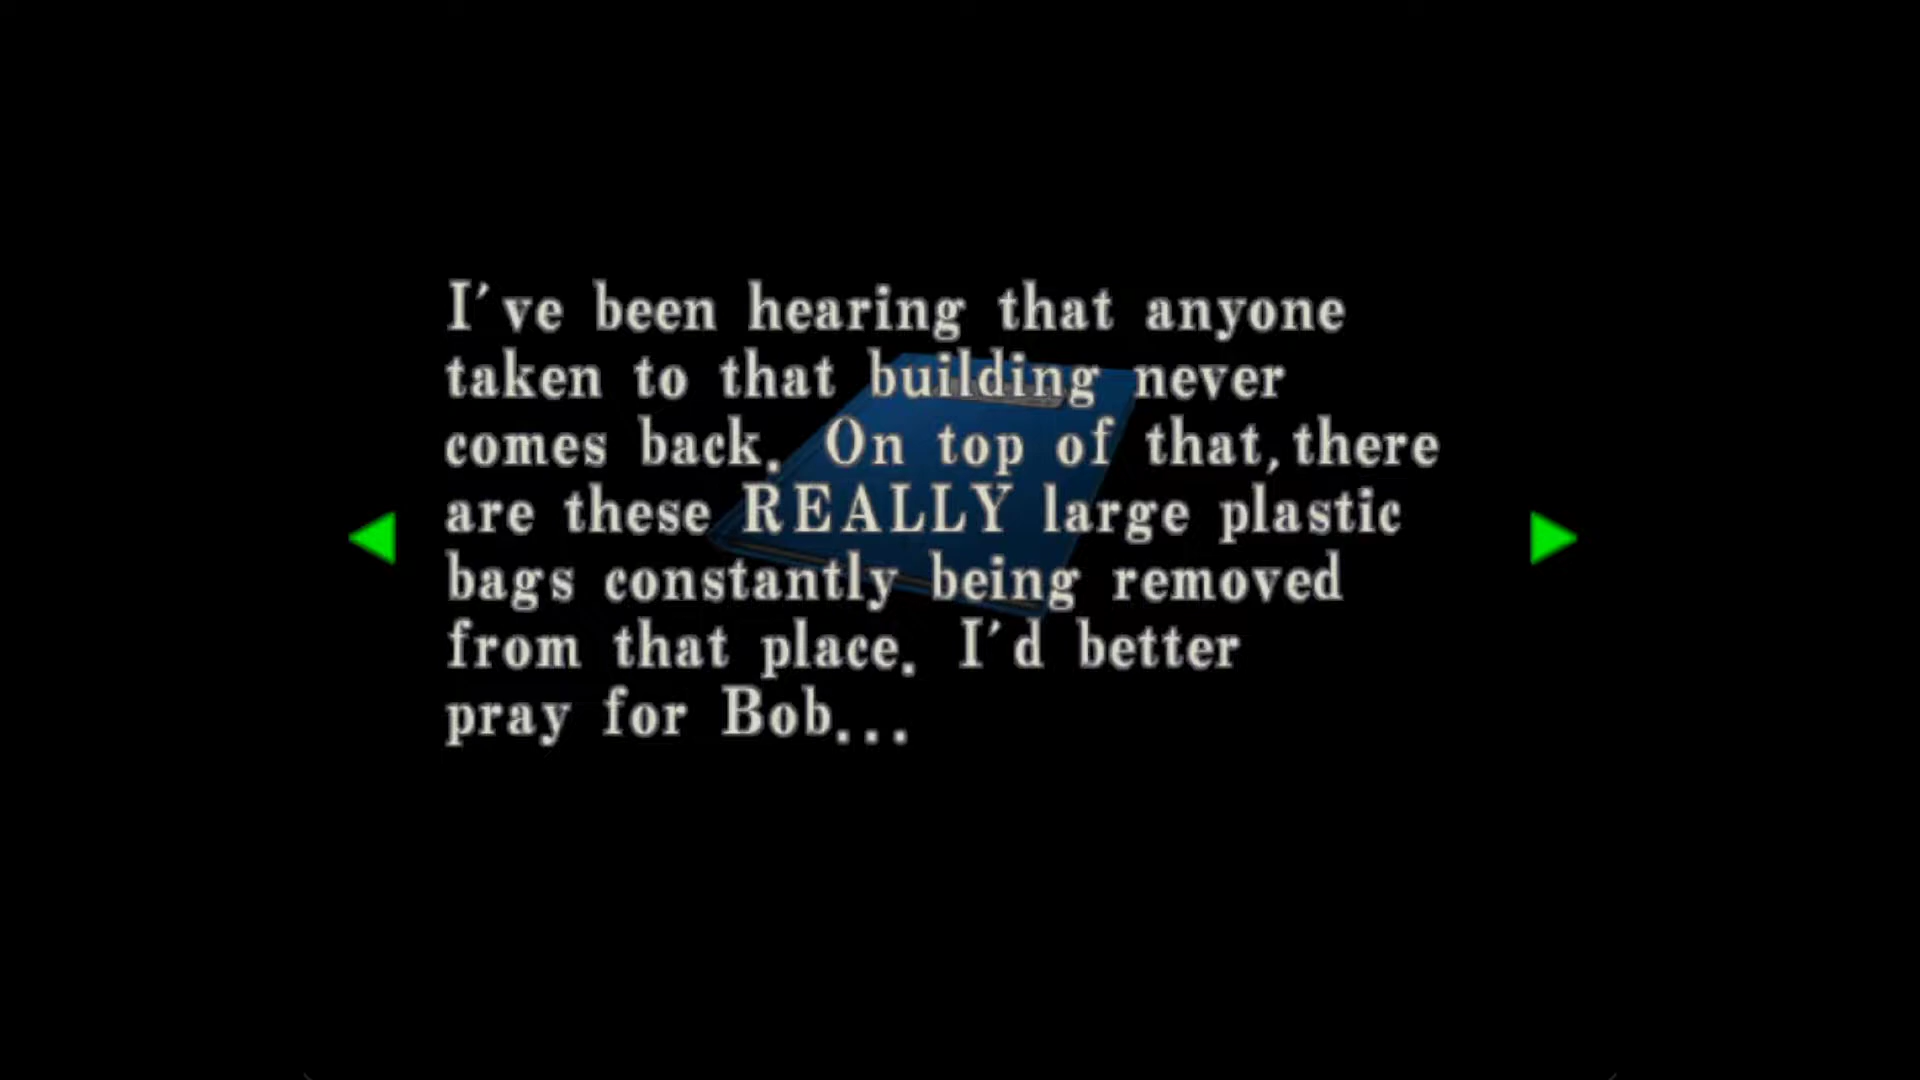 I've been hearing that anyone
taken to that building never
comes back. On top of that,there
are these REALLY large plastic
bags constantly being removed
from that place. I'd better
pray for Bob...